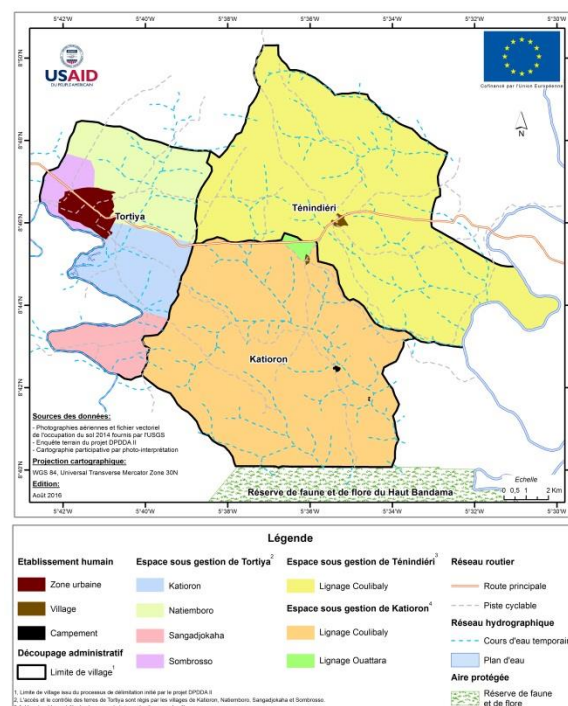 USAID
DU PEUPLE AMERICAIN
Cofinancé par l'Union Européenne
5°42'O
5°40'O
5°38'O
5°36'O
5°34'O
5°32'O
5°30'O
N
Tortiya
Ténindiéri
Katioron
Réserve de faune et de flore du Haut Bandama
Sources des données:
- Photographies aériennes et fichier vectoriel
de l'occupation du sol 2014 fournis par l'USGS
- Enquête terrain du projet DPDDA II
- Cartographie participative par photo-interprétation
Projection cartographique:
WGS 84, Universal Transverse Mercator Zone 30N
Edition:
Août 2016
Echelle
0 0,5 1 2 Km
5°42'O
5°40'O
5°38'O
5°36'O
5°34'O
5°32'O
5°30'O
Légende
Etablissement humain
Zone urbaine
Village
Campement
Découpage administratif
Limite de village1
Espace sous gestion de Tortiya2
Katioron
Natiemboro
Sangadjokaha
Sombrosso
Espace sous gestion de Ténindiéri3
Lignage Coulibaly
Espace sous gestion de Katioron4
Lignage Coulibaly
Lignage Ouattara
Réseau routier
Route principale
Piste cyclable
Réseau hydrographique
Cours d'eau temporaire
Plan d'eau
Aire protégée
Réserve de faune
et de flore
1, Limite de village issu du processus de délimitation initié par le projet DPDDA II
2, L'accès et le contrôle des terres de Tortiya sont régis par les villages de Katioron, Natiemboro, Sangadjokaha et Sombrosso.